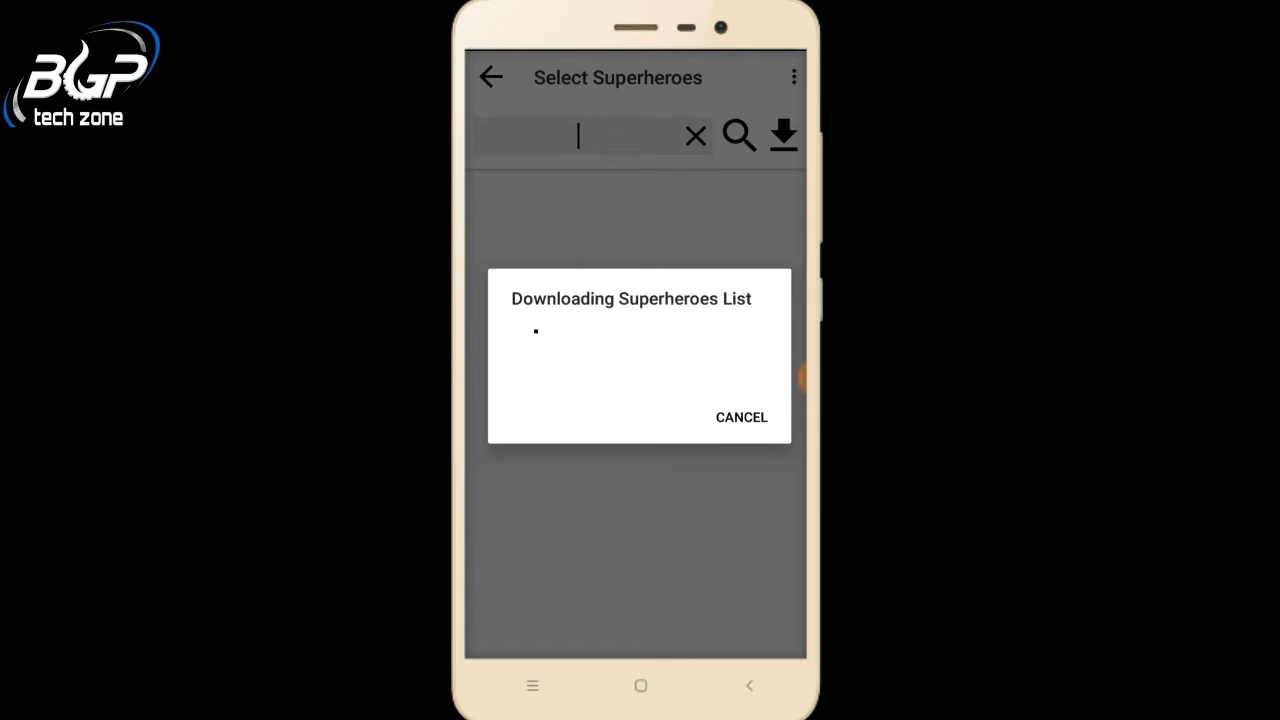 BGP
tech zone
Select Superheroes
Downloading Superheroes List
CANCEL